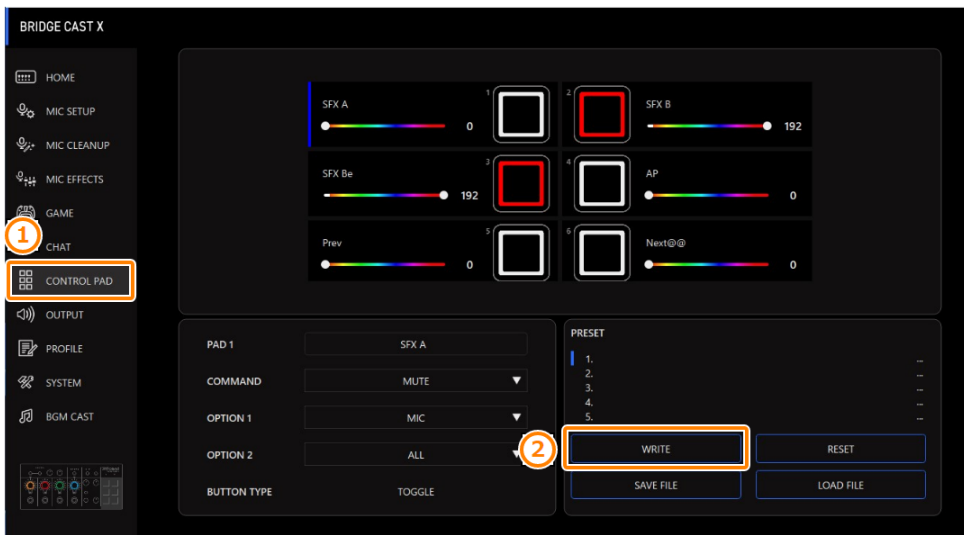 BRIDGE CAST X
HOME
MIC SETUP
MIC CLEANUP
MIC EFFECTS
GAME
1
CHAT
CONTROL PAD
OUTPUT
PROFILE
SYSTEM
BGM CAST
SFX A
0
1
2
SFX B
192
SFX Be
192
3
4
AP
0
Prev
0
5
6
Next@@
0
PAD 1 SFX A
COMMAND MUTE
OPTION 1 MIC
OPTION 2 ALL
BUTTON TYPE TOGGLE
PRESET
1. ...
2. ...
3. ...
4. ...
5. ...
2
WRITE RESET
SAVE FILE LOAD FILE